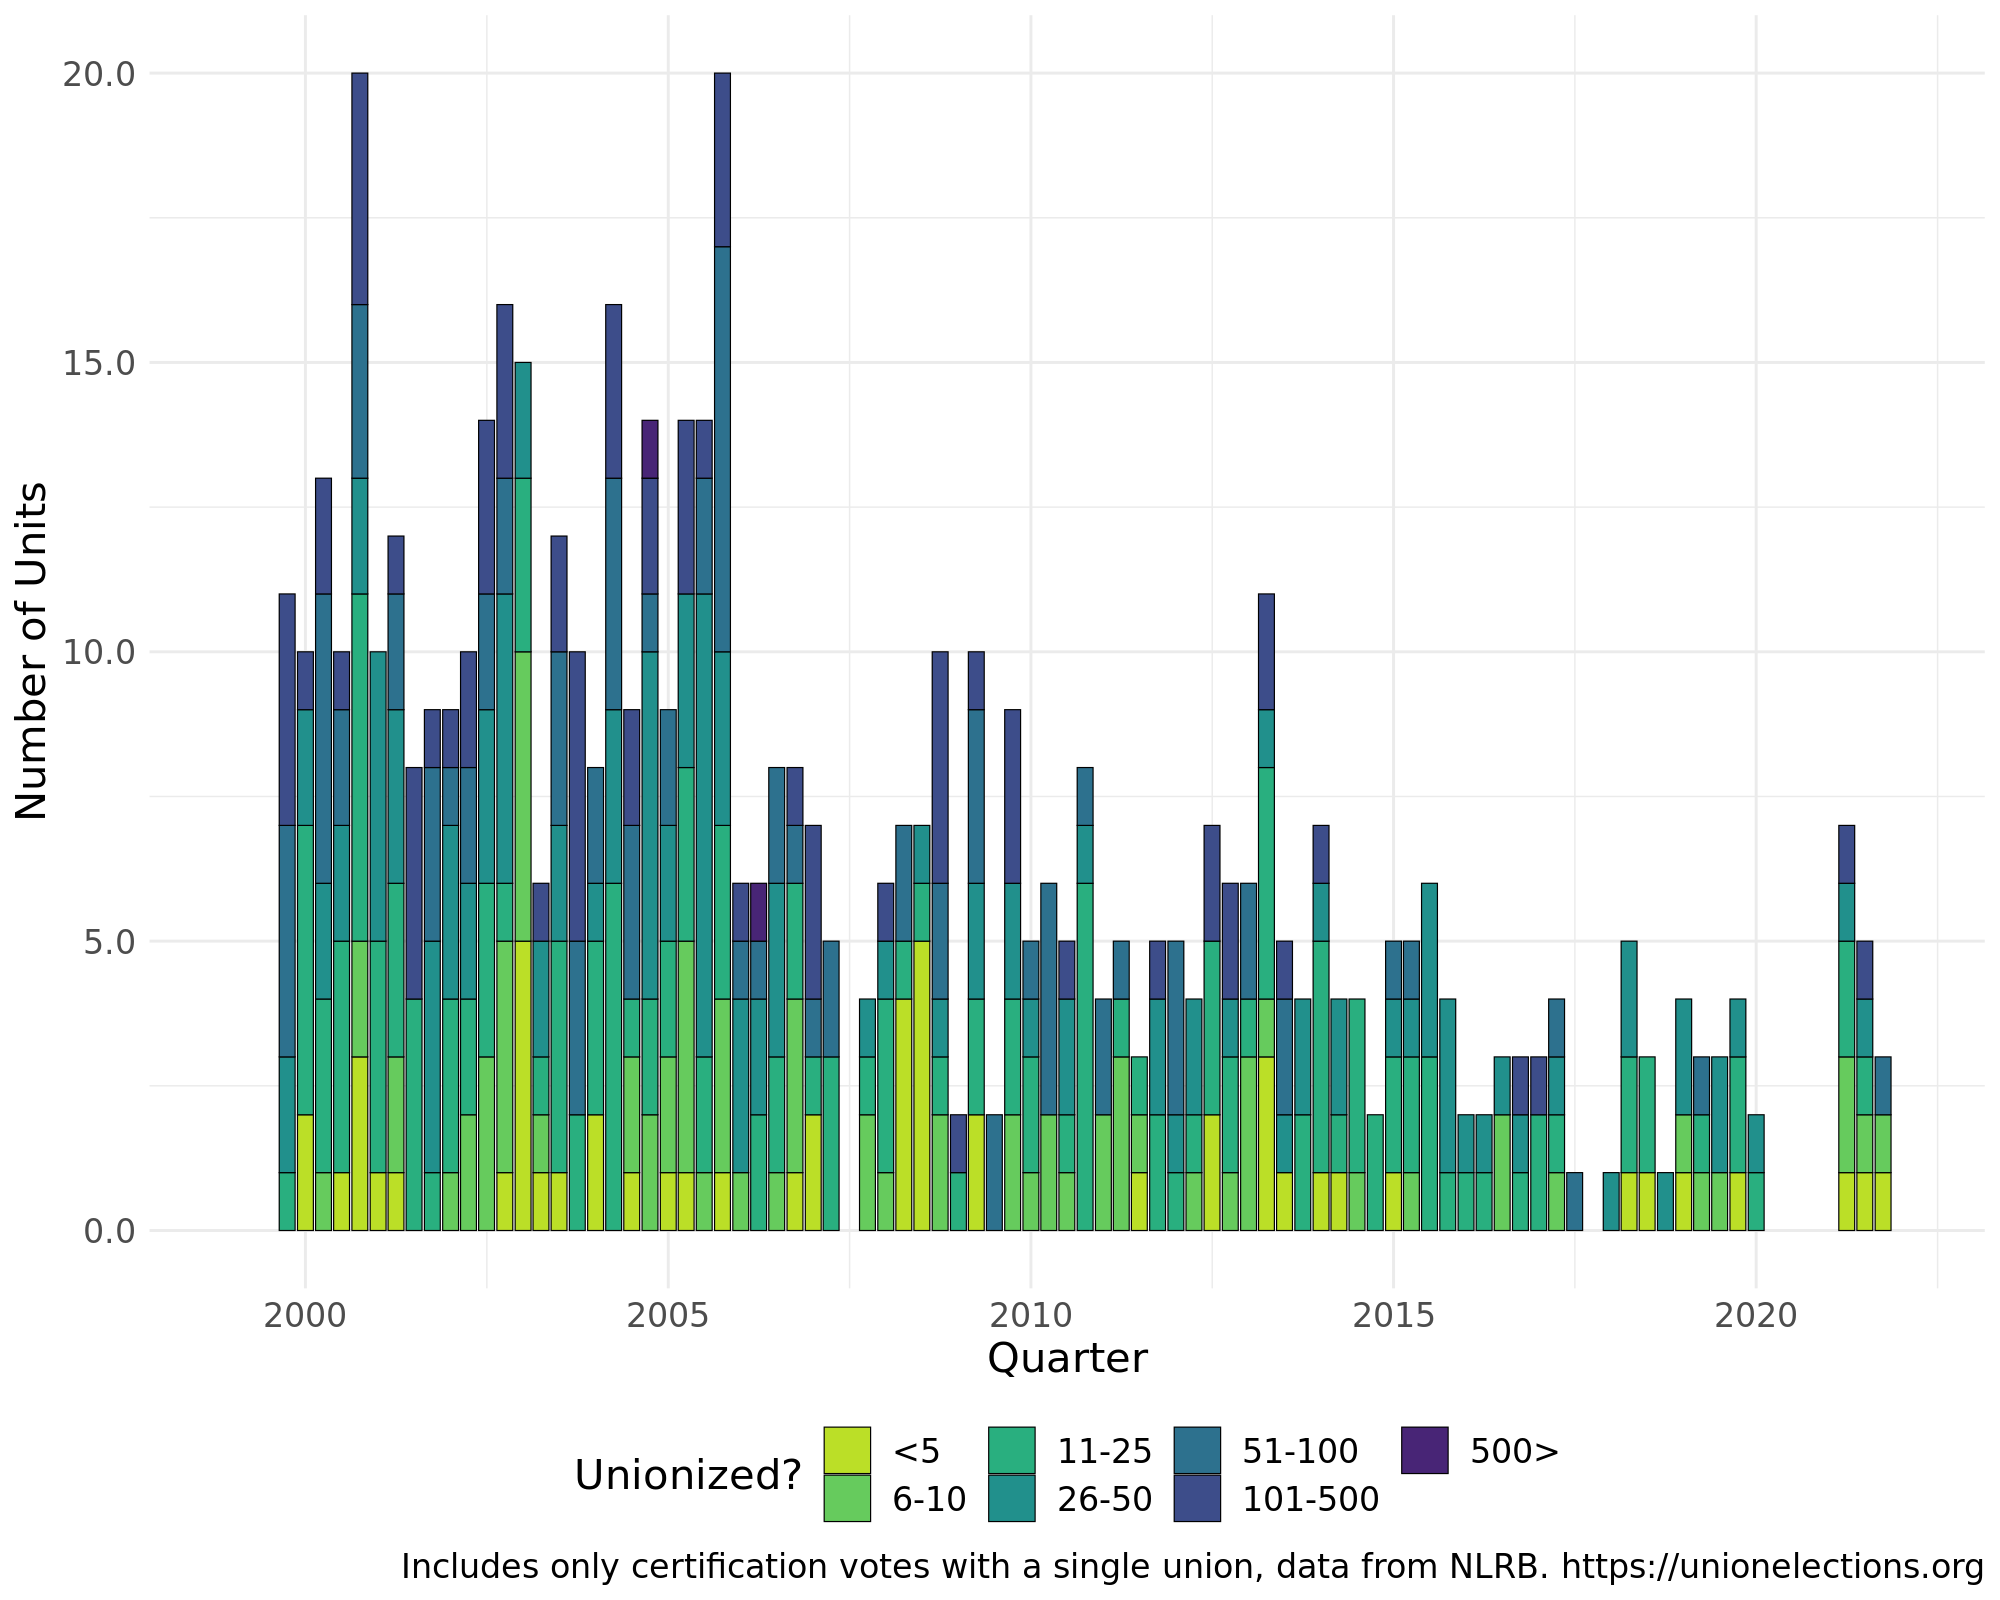 20.0
15.0
10.0
5.0
0.0
Number of Units
2000 2005 2010 2015 2020
Quarter
Unionized?
<5 11-25 51-100 500>
6-10 26-50 101-500
Includes only certification votes with a single union, data from NLRB. https://unionelections.org